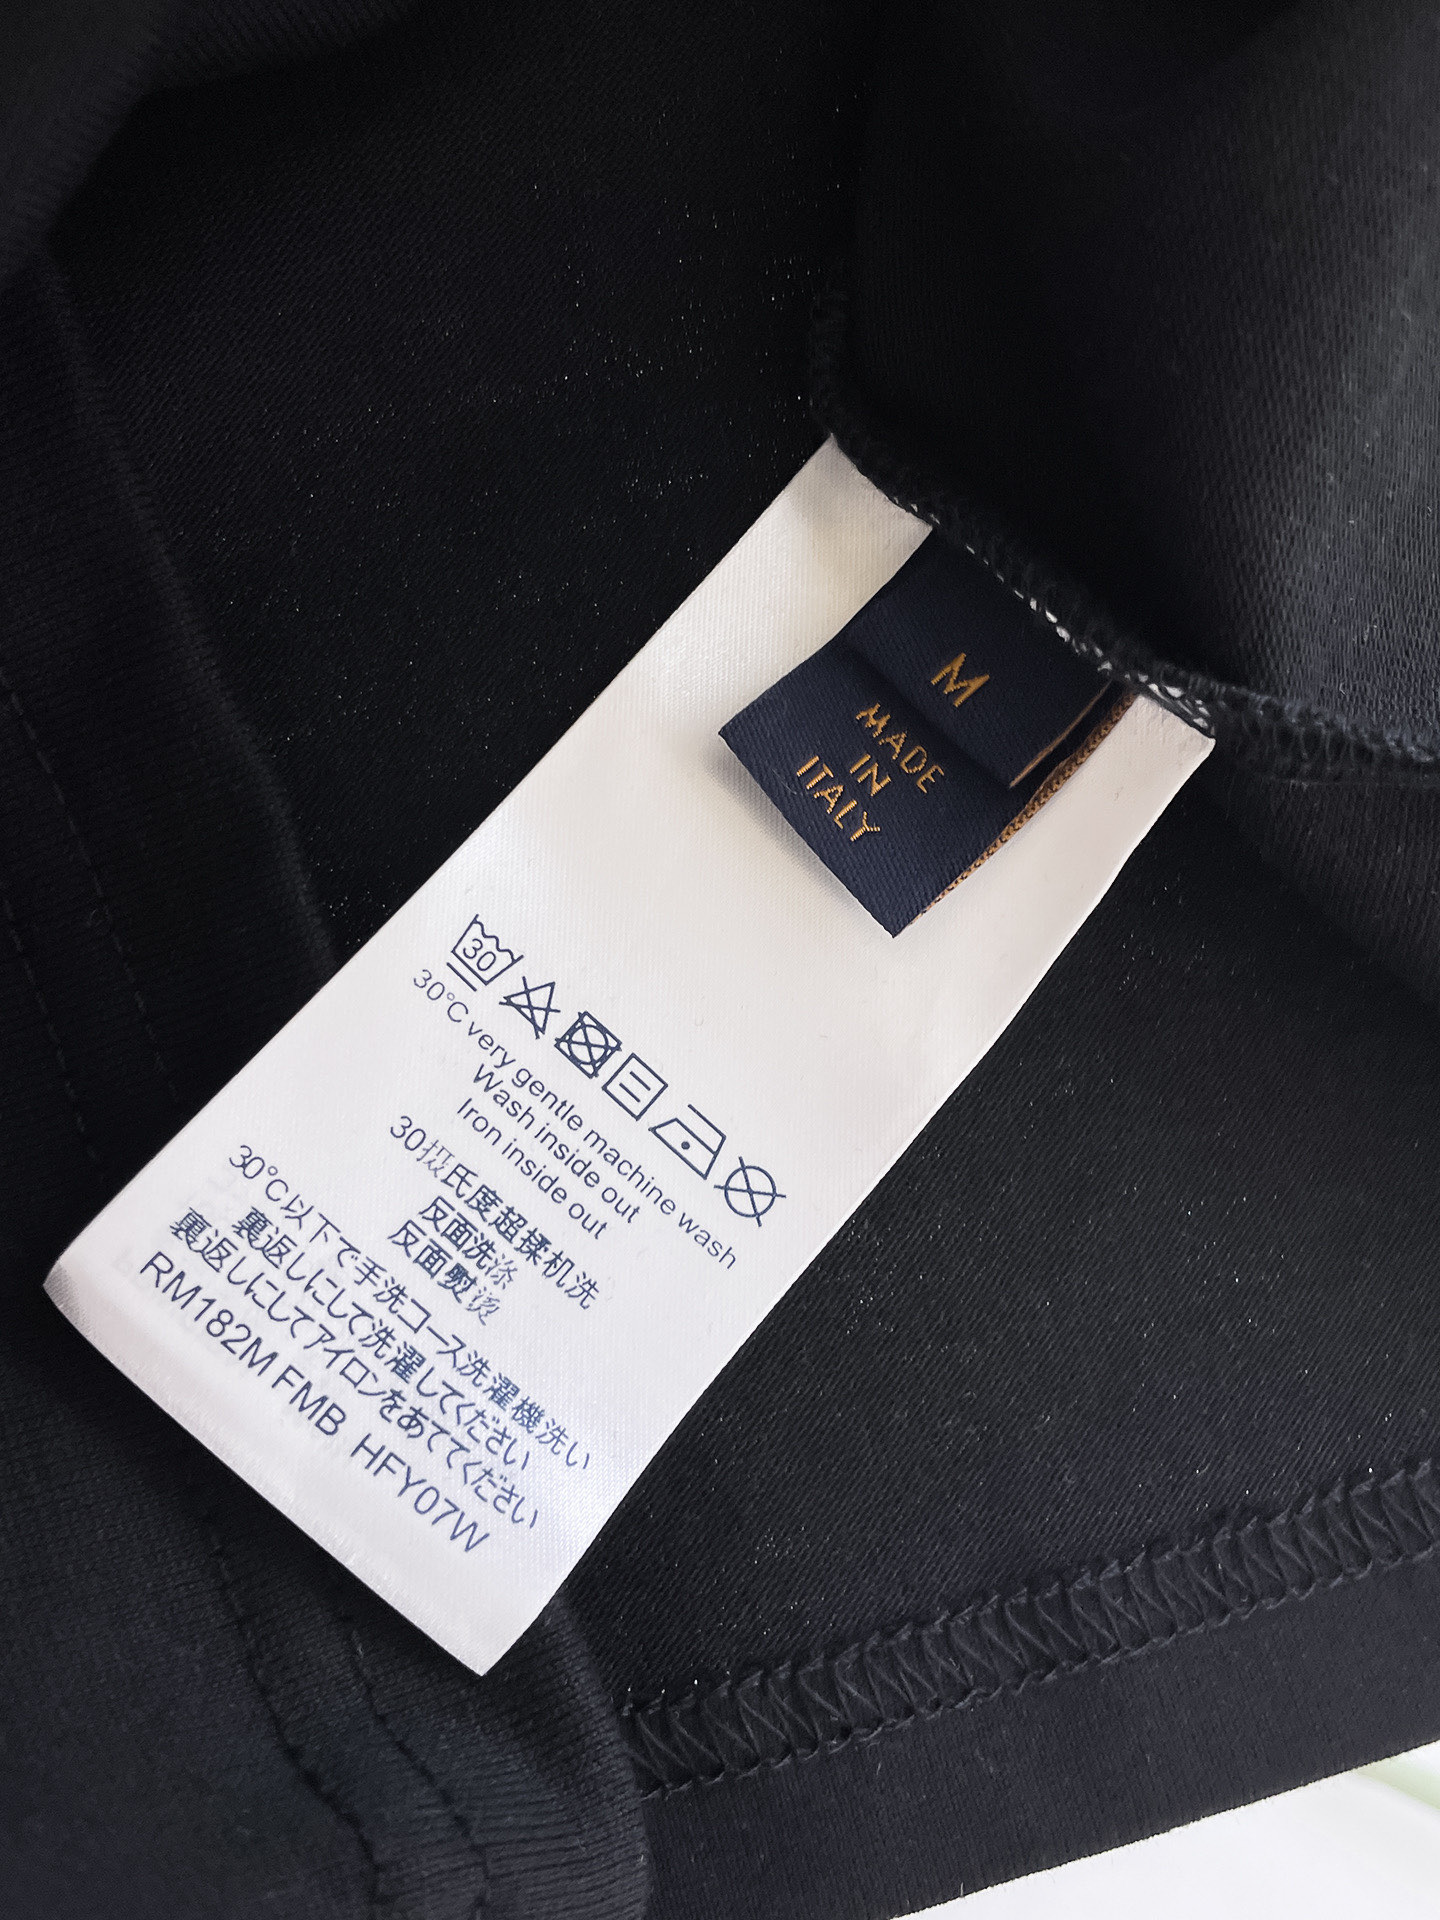 M
MADE
IN
ITALY
30
30°C very gentle machine wash
Wash inside out
Iron inside out
30摄氏度超揉机洗
反面洗涤
反面熨烫
30°C以下で手洗コース洗濯機洗い
裏返しにして洗濯してください
裏返しにしてアイロンをあててください
RM182M FMB HFY07W